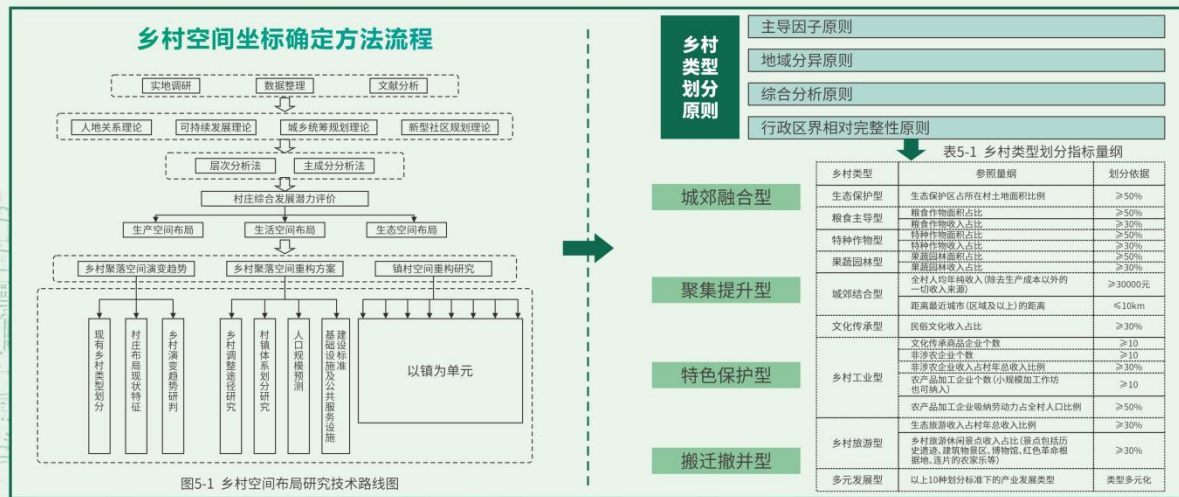 乡村空间坐标确定方法流程
实地调研 数据整理 文献分析
人地关系理论 可持续发展理论 城乡统筹规划理论 新型社区规划理论
层次分析法 主成分分析法
村庄综合发展潜力评价
生产空间布局 生活空间布局 生态空间布局
乡村聚落空间演变趋势 乡村聚落空间重构方案 镇村空间重构研究
现有乡村类型划分
村庄布局现状特征
乡村演变趋势研判
乡村调整途径研究
村镇体系划分研究
人口规模预测
建设标准
基础设施及公共服务设施
以镇为单元
图5-1 乡村空间布局研究技术路线图
乡村
类型
划分
原则
主导因子原则
地域分异原则
综合分析原则
行政区界相对完整性原则
城郊融合型
聚集提升型
特色保护型
搬迁撤并型
表5-1 乡村类型划分指标量纲
乡村类型 参照量纲 划分依据
生态保护型 生态保护区占所在村土地面积比例 ≥50%
粮食主导型 粮食作物面积占比 ≥50%
粮食作物收入占比 ≥30%
特种作物型 特种作物面积占比 ≥50%
特种作物收入占比 ≥30%
果蔬园林型 果蔬园林面积占比 ≥50%
果蔬园林收入占比 ≥30%
城郊结合型 全村人均年纯收入(除去生产成本以外的
一切收入来源) ≥30000元
距离最近城市(区域及以上)的距离 ≤10km
文化传承型 民俗文化收入占比 ≥30%
乡村工业型 文化传承商品企业个数 ≥10
非涉农企业个数 ≥10
非涉农企业收入占村年总收入比例 ≥30%
农产品加工企业个数(小规模加工作坊
也可纳入) ≥10
农产品加工企业吸纳劳动力占全村人口比例 ≥50%
乡村旅游型 生态旅游收入占村年总收入比例 ≥30%
乡村旅游休闲景点收入占比(景点包括历
史遗迹、建筑物景区、博物馆、红色革命根
据地、连片的农家乐等) ≥30%
多元发展型 以上10种划分标准下的产业发展类型 类型多元化